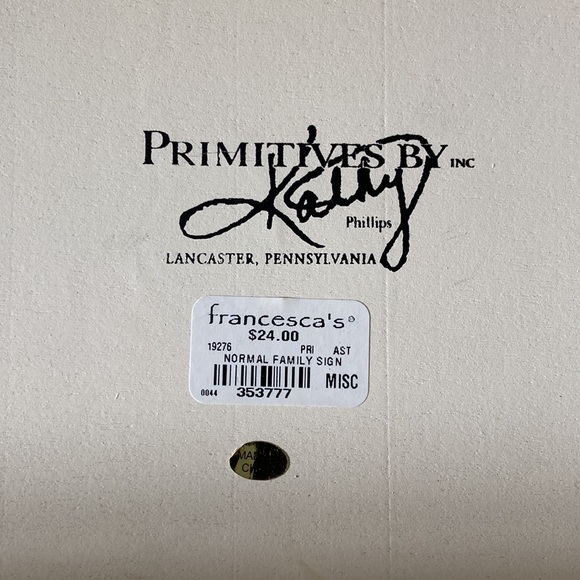 PRIMITIVES BY INC
Kathy
Phillips
LANCASTER, PENNSYLVANIA
francesca's®
$24.00
19276 PRI AST
NORMAL FAMILY SIGN
MISC
0044 353777